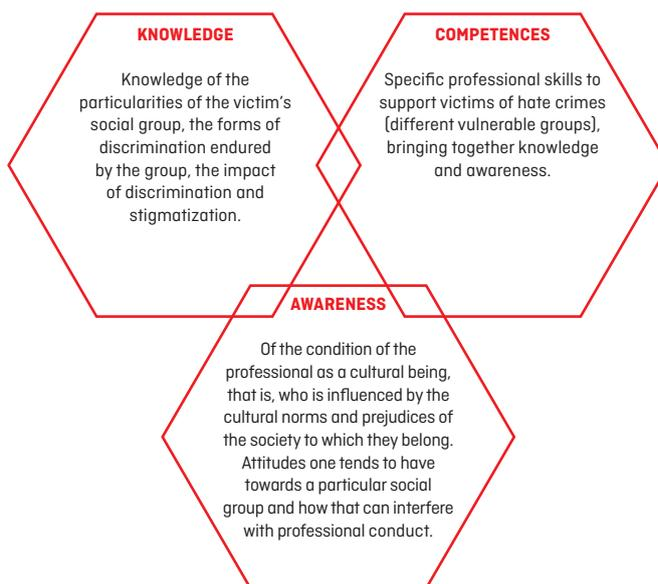 KNOWLEDGE
Knowledge of the
particularities of the victim's
social group, the forms of
discrimination endured
by the group, the impact
of discrimination and
stigmatization.
COMPETENCES
Specific professional skills to
support victims of hate crimes
(different vulnerable groups),
bringing together knowledge
and awareness.
AWARENESS
Of the condition of the
professional as a cultural being,
that is, who is influenced by the
cultural norms and prejudices of
the society to which they belong.
Attitudes one tends to have
towards a particular social
group and how that can interfere
with professional conduct.